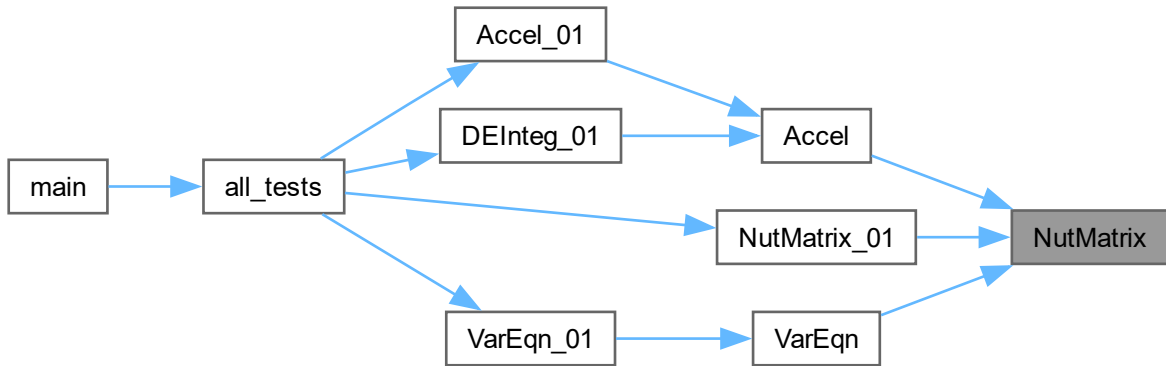 Accel_01
DEInteg_01
Accel
main
all_tests
NutMatrix_01
NutMatrix
VarEqn_01
VarEqn